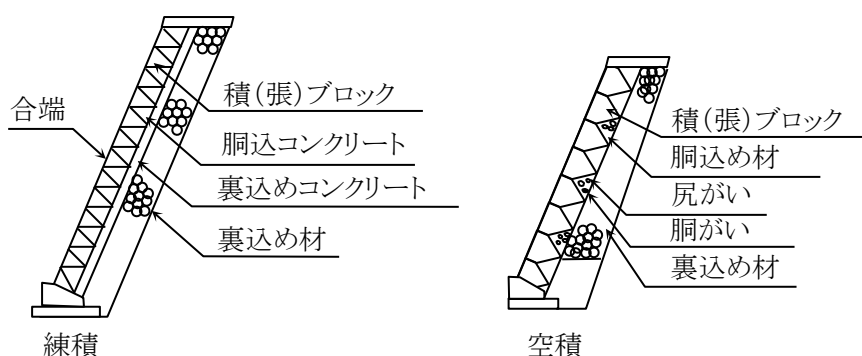 合端
積(張)ブロック
胴込コンクリート
裏込めコンクリート
裏込め材
練積
積(張)ブロック
胴込め材
尻がい
胴がい
裏込め材
空積